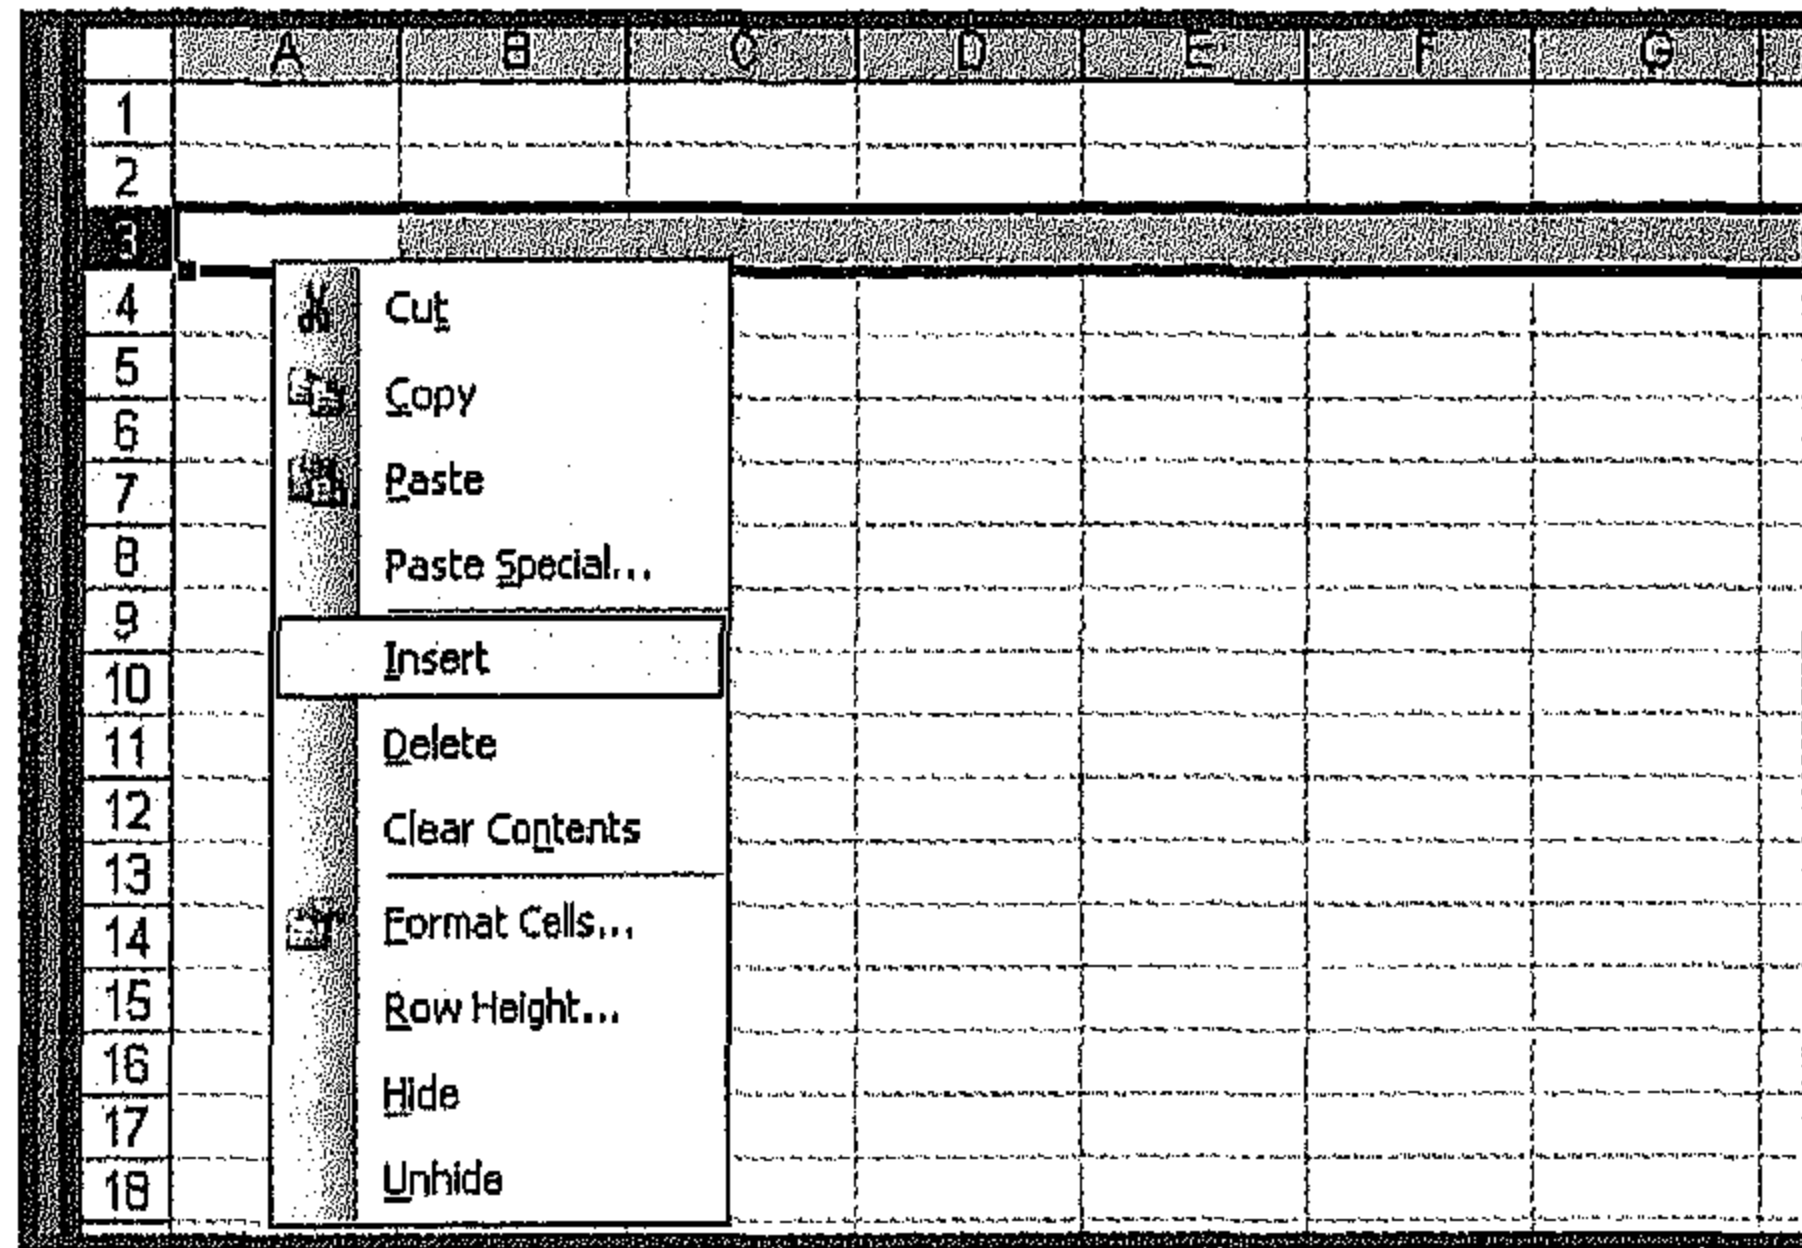 A B C D E F G
1
2
3
4
Cut
5
Copy
6
7
Paste
8
Paste Special...
9
Insert
10
11
Delete
12
Clear Contents
13
14
Format Cells...
15
Row Height...
16
Hide
17
18
Unhide